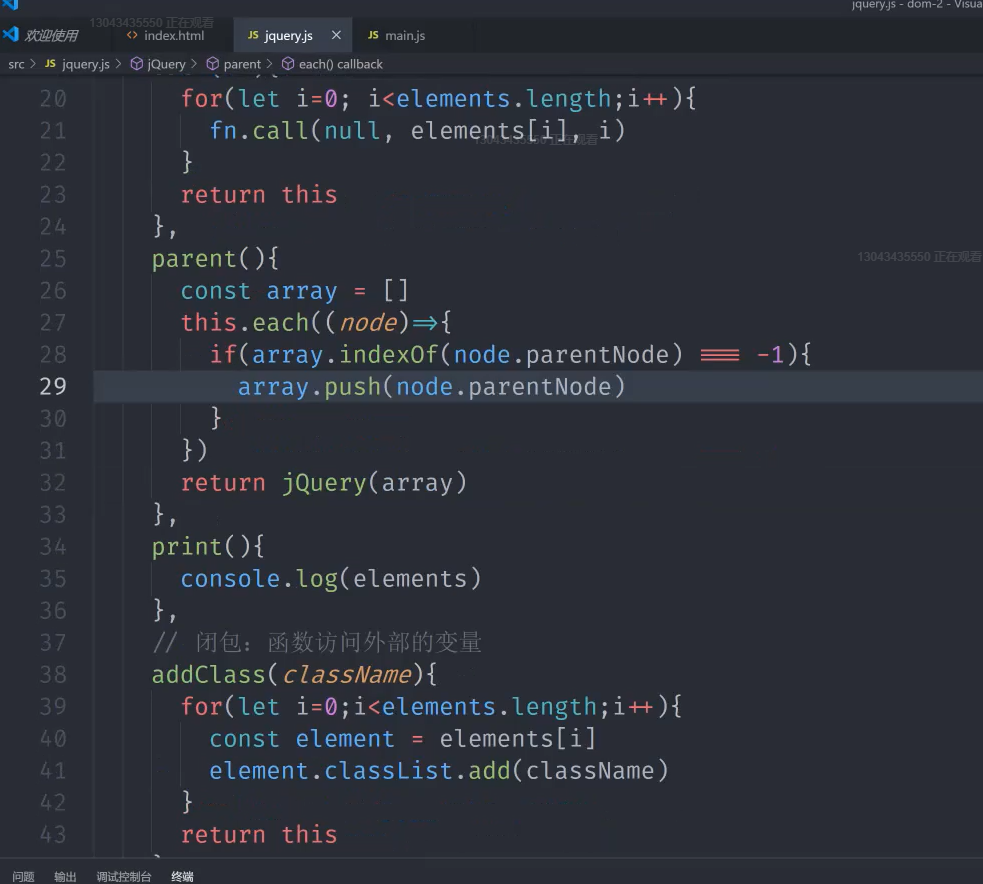 jquery.js - dom-2 - Visua
13043435550 正在观看
欢迎使用 index.html jquery.js × main.js
src > jquery.js > jQuery > parent > each() callback
20 for(let i=0; i<elements.length;i++){
21 fn.call(null, elements[i], i)
13043435550 正在观看
22 }
23 return this
24 },
13043435550 正在观看
25 parent(){
26 const array = []
27 this.each((node)=>{
28 if(array.indexOf(node.parentNode) === -1){
29 array.push(node.parentNode)
30 }
31 })
32 return jQuery(array)
33 },
34 print(){
35 console.log(elements)
36 },
37 // 闭包：函数访问外部的变量
38 addClass(className){
39 for(let i=0;i<elements.length;i++){
40 const element = elements[i]
41 element.classList.add(className)
42 }
43 return this
问题 输出 调试控制台 终端